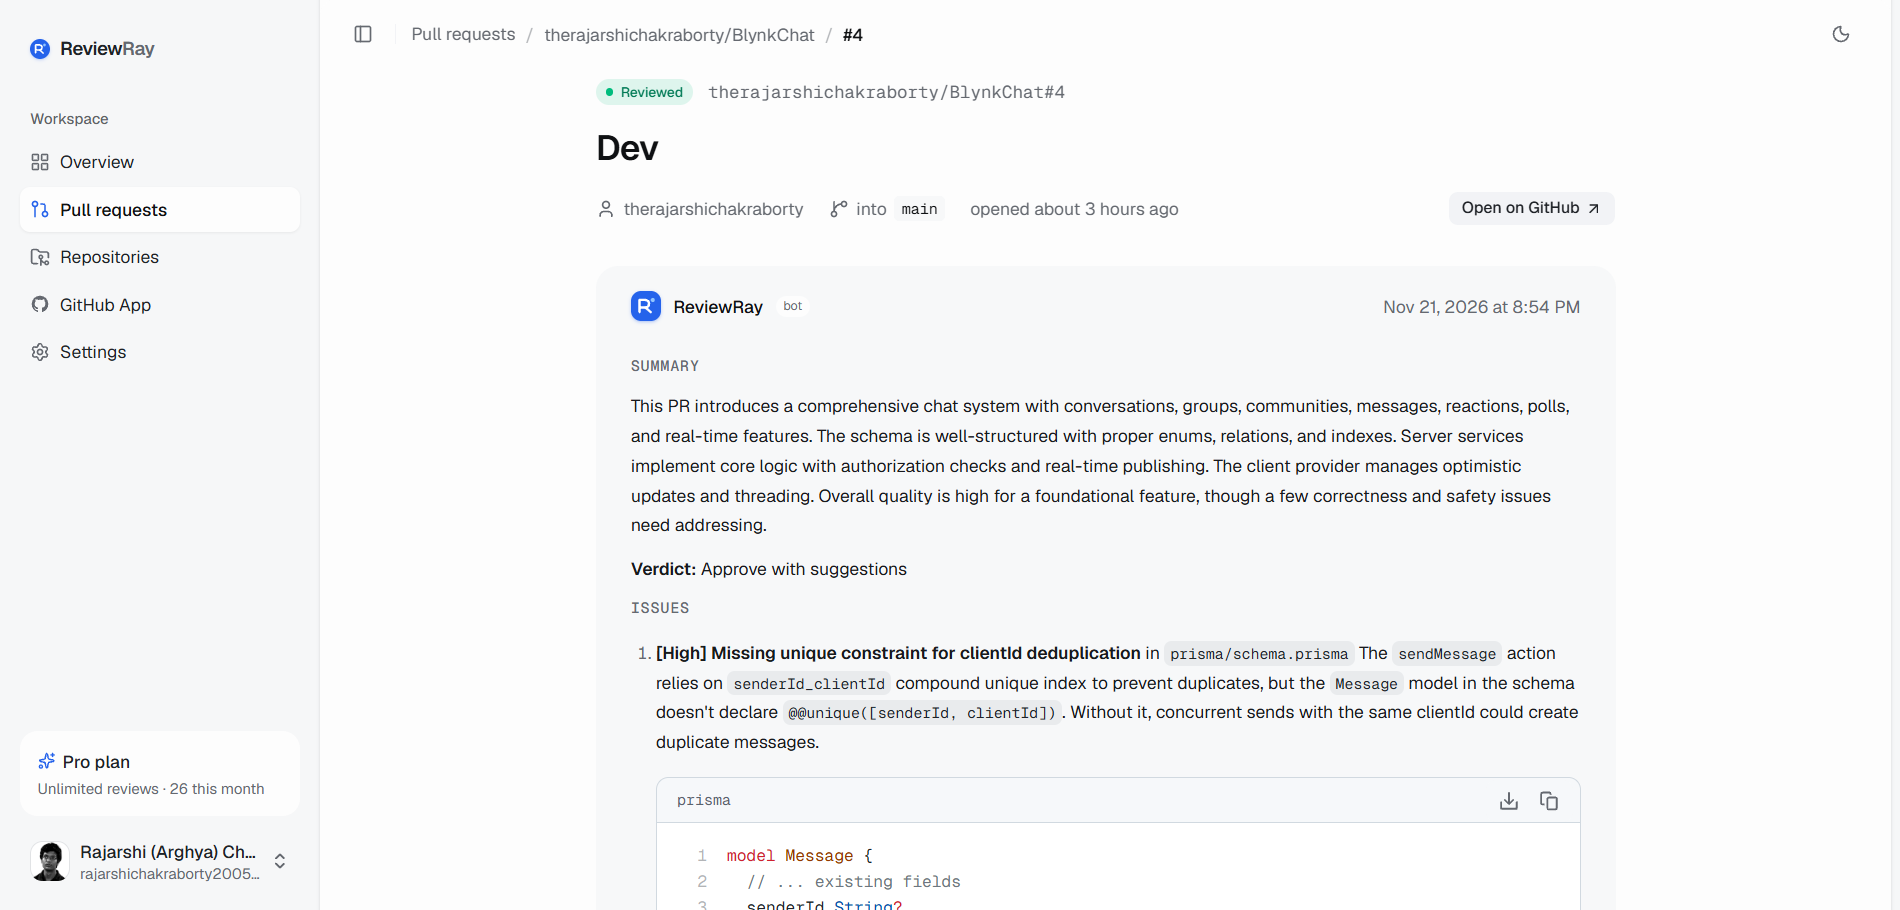 ReviewRay
Workspace
Overview
Pull requests
Repositories
GitHub App
Settings
Pro plan
Unlimited reviews · 26 this month
Rajarshi (Arghya) Ch...
rajarshichakraborty2005...
Pull requests / therajarshichakraborty/BlynkChat / #4
Reviewed therajarshichakraborty/BlynkChat#4
Dev
therajarshichakraborty into main opened about 3 hours ago
Open on GitHub
ReviewRay bot Nov 21, 2026 at 8:54 PM
SUMMARY
This PR introduces a comprehensive chat system with conversations, groups, communities, messages, reactions, polls,
and real-time features. The schema is well-structured with proper enums, relations, and indexes. Server services
implement core logic with authorization checks and real-time publishing. The client provider manages optimistic
updates and threading. Overall quality is high for a foundational feature, though a few correctness and safety issues
need addressing.
Verdict: Approve with suggestions
ISSUES
1. [High] Missing unique constraint for clientId deduplication in prisma/schema.prisma The sendMessage action
relies on senderId_clientId compound unique index to prevent duplicates, but the Message model in the schema
doesn't declare @@unique([senderId, clientId]). Without it, concurrent sends with the same clientId could create
duplicate messages.
prisma
1 model Message {
2 // ... existing fields
3 senderId String?